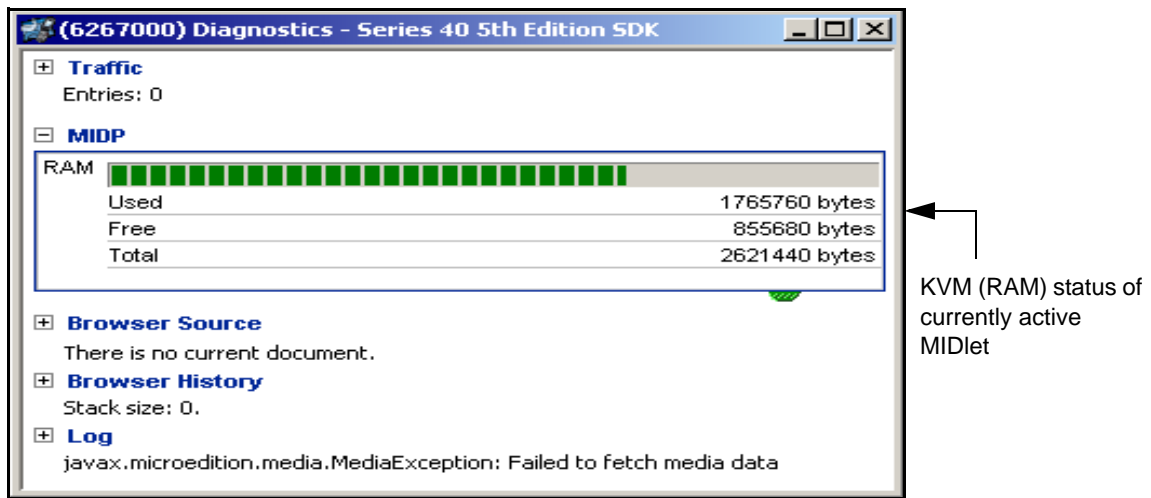 (6267000) Diagnostics - Series 40 5th Edition SDK
Traffic
Entries: 0
MIDP
RAM
Used 1765760 bytes
Free 855680 bytes
Total 2621440 bytes
KVM (RAM) status of
currently active
MIDlet
Browser Source
There is no current document.
Browser History
Stack size: 0.
Log
javax.microedition.media.MediaException: Failed to fetch media data